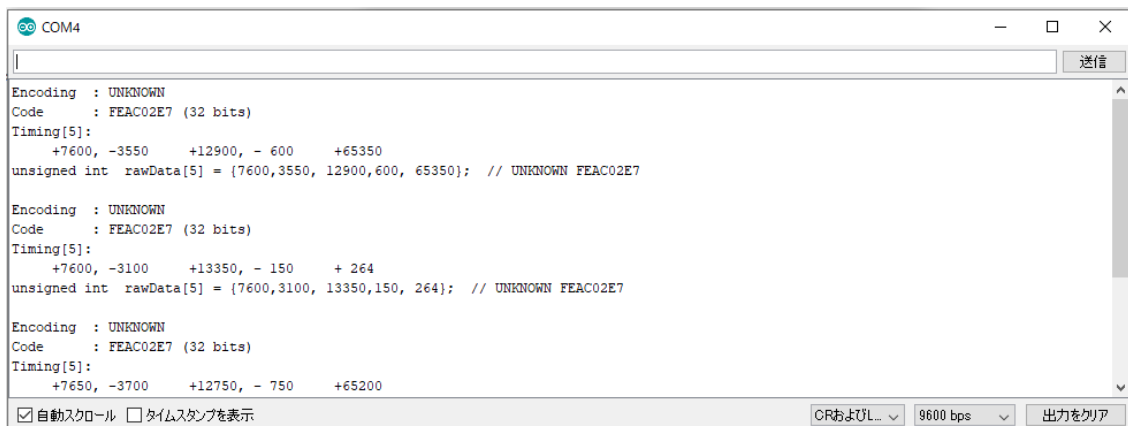 COM4
送信
Encoding  : UNKNOWN
Code      : FEAC02E7 (32 bits)
Timing[5]:
     +7600, -3550     +12900, - 600     +65350
unsigned int  rawData[5] = {7600,3550, 12900,600, 65350};  // UNKNOWN FEAC02E7
Encoding  : UNKNOWN
Code      : FEAC02E7 (32 bits)
Timing[5]:
     +7600, -3100     +13350, - 150     + 264
unsigned int  rawData[5] = {7600,3100, 13350,150, 264};  // UNKNOWN FEAC02E7
Encoding  : UNKNOWN
Code      : FEAC02E7 (32 bits)
Timing[5]:
     +7650, -3700     +12750, - 750     +65200
自動スクロール タイムスタンプを表示 CRおよびL... 9600 bps 出力をクリア